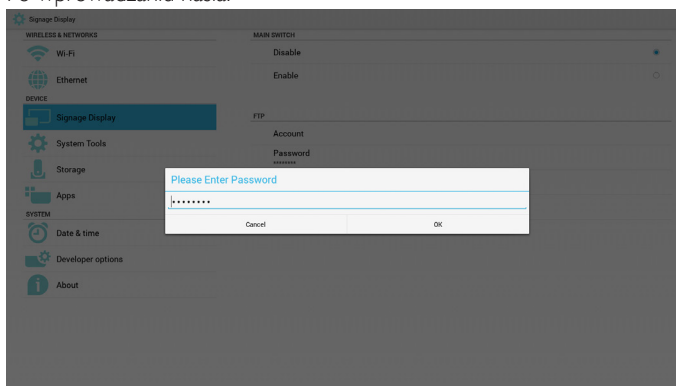 Signage Display
WIRELESS & NETWORKS
Wi-Fi
Ethernet
DEVICE
Signage Display
System Tools
Storage
Apps
SYSTEM
Date & time
Developer options
About
MAIN SWITCH
Disable
Enable
FTP
Account
Password
********
Please Enter Password
••••••••
Cancel
OK